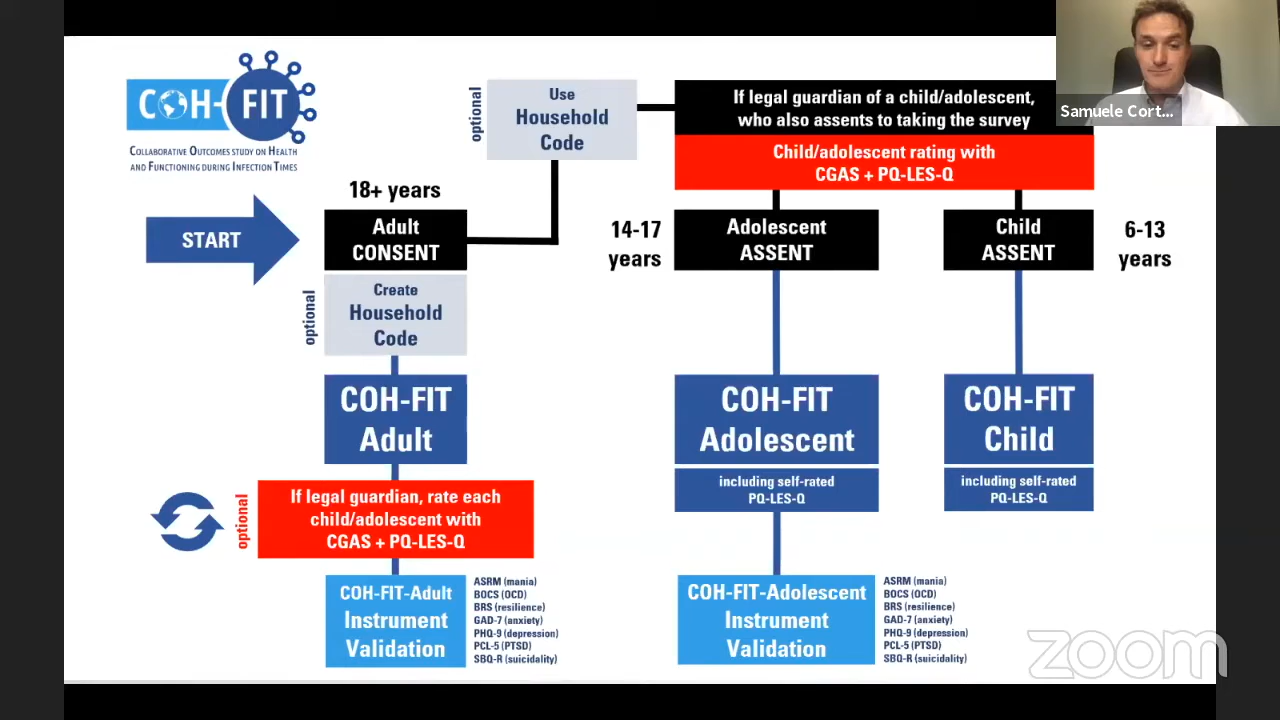 COH-FIT
COLLABORATIVE OUTCOMES STUDY ON HEALTH
AND FUNCTIONING DURING INFECTION TIMES
START
18+ years
Adult
CONSENT
optional
Create
Household
Code
optional
Use
Household
Code
If legal guardian of a child/adolescent,
who also assents to taking the survey
Child/adolescent rating with
CGAS + PQ-LES-Q
Samuele Cort...
14-17
years
Adolescent
ASSENT
Child
ASSENT
6-13
years
COH-FIT
Adult
COH-FIT
Adolescent
including self-rated
PQ-LES-Q
COH-FIT
Child
including self-rated
PQ-LES-Q
optional
If legal guardian, rate each
child/adolescent with
CGAS + PQ-LES-Q
COH-FIT-Adult
Instrument
Validation
ASRM (mania)
BOCS (OCD)
BRS (resilience)
GAD-7 (anxiety)
PHQ-9 (depression)
PCL-5 (PTSD)
SBQ-R (suicidality)
COH-FIT-Adolescent
Instrument
Validation
ASRM (mania)
BOCS (OCD)
BRS (resilience)
GAD-7 (anxiety)
PHQ-9 (depression)
PCL-5 (PTSD)
SBQ-R (suicidality)
zoom